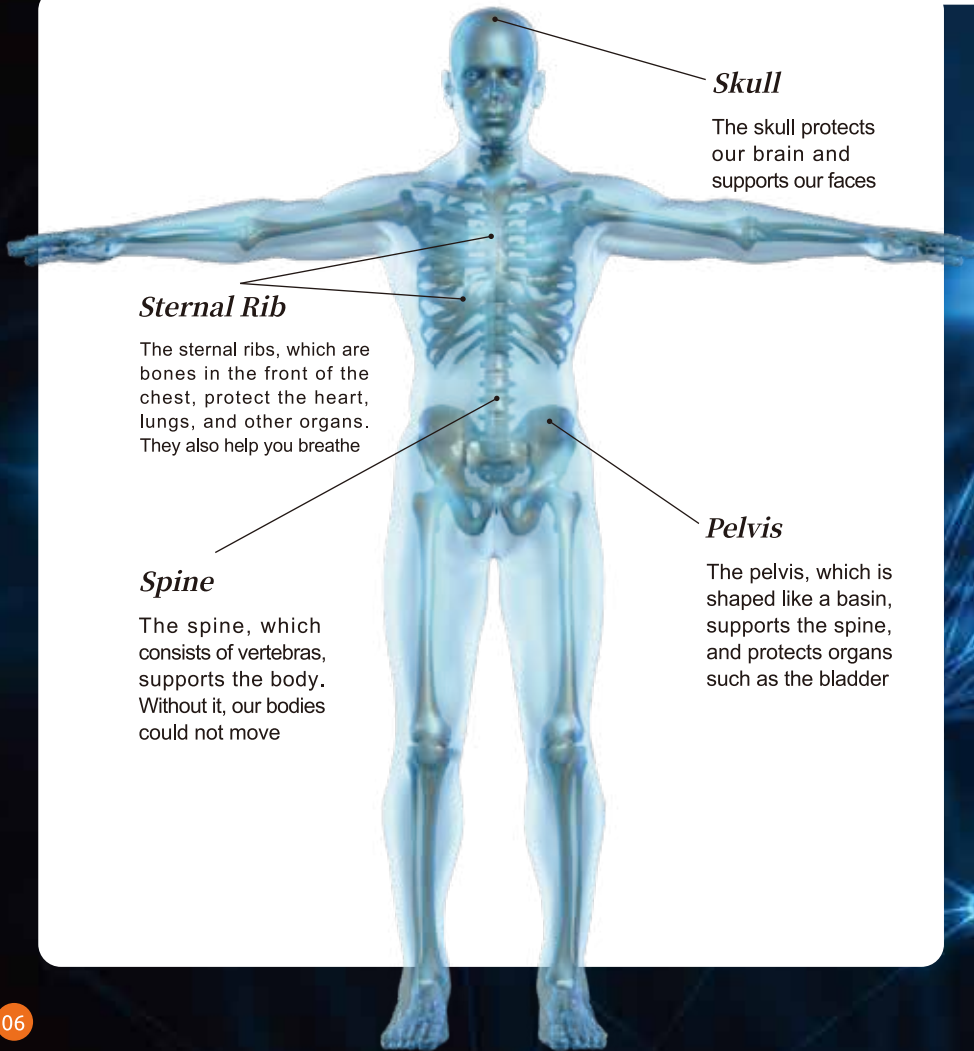 Skull
The skull protects
our brain and
supports our faces
Sternal Rib
The sternal ribs, which are
bones in the front of the
chest, protect the heart,
lungs, and other organs.
They also help you breathe
Spine
The spine, which
consists of vertebras,
supports the body.
Without it, our bodies
could not move
Pelvis
The pelvis, which is
shaped like a basin,
supports the spine,
and protects organs
such as the bladder
06